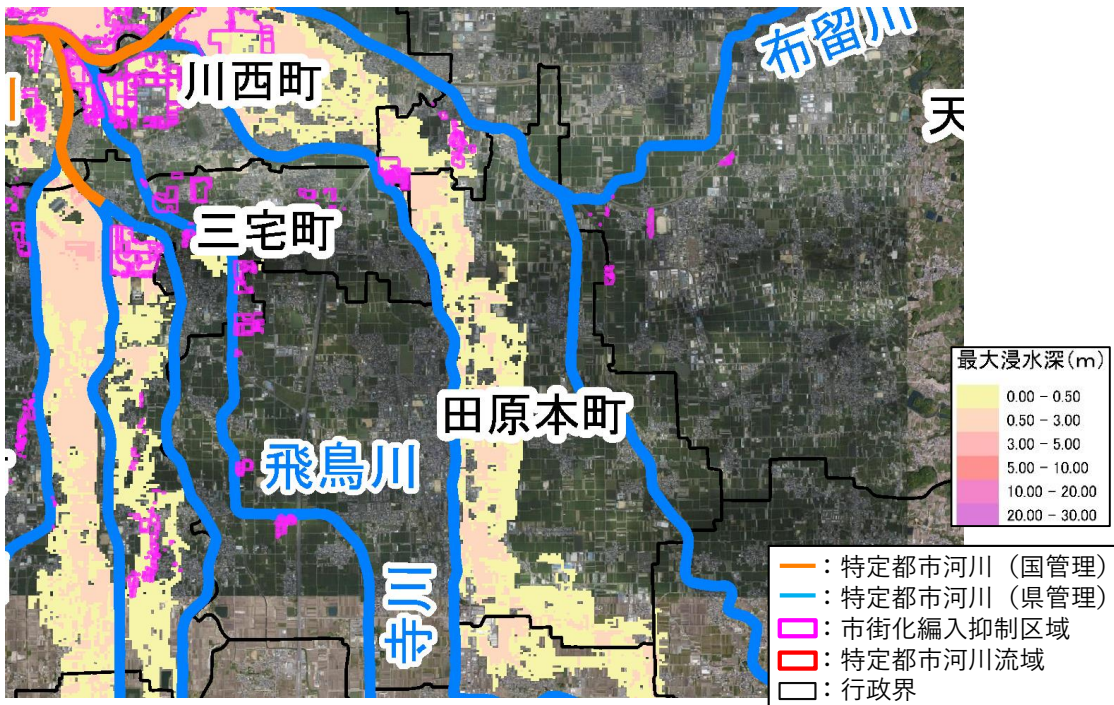 布留川
川西町
天
三宅町
最大浸水深(m)
0.00 - 0.50
0.50 - 3.00
3.00 - 5.00
5.00 - 10.00
10.00 - 20.00
20.00 - 30.00
田原本町
飛鳥川
寺川
：特定都市河川（国管理）
：特定都市河川（県管理）
：市街化編入抑制区域
：特定都市河川流域
：行政界